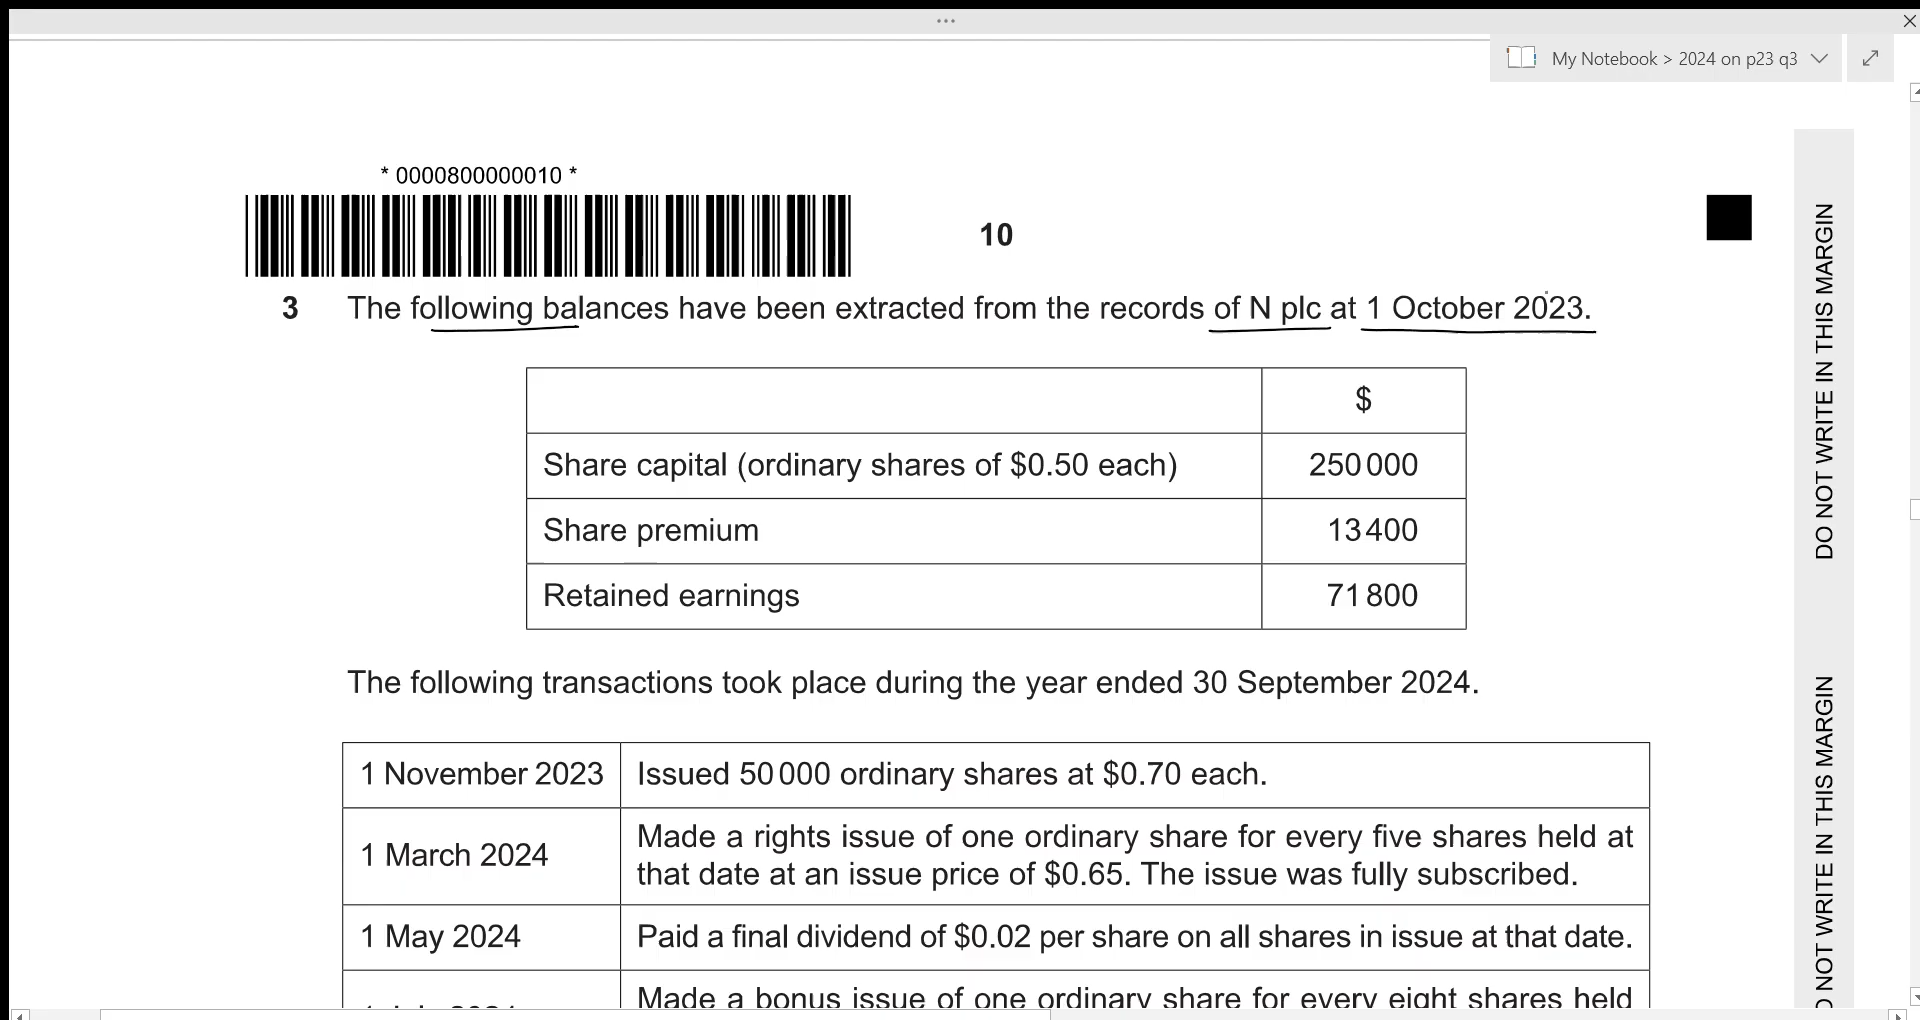 My Notebook > 2024 on p23 q3
* 0000800000010 *
10
3 The following balances have been extracted from the records of N plc at 1 October 2023.
$
Share capital (ordinary shares of $0.50 each) 250 000
Share premium 13 400
Retained earnings 71 800
The following transactions took place during the year ended 30 September 2024.
1 November 2023 Issued 50 000 ordinary shares at $0.70 each.
1 March 2024 Made a rights issue of one ordinary share for every five shares held at
that date at an issue price of $0.65. The issue was fully subscribed.
1 May 2024 Paid a final dividend of $0.02 per share on all shares in issue at that date.
Made a bonus issue of one ordinary share for every eight shares held
DO NOT WRITE IN THIS MARGIN
NOT WRITE IN THIS MARGIN